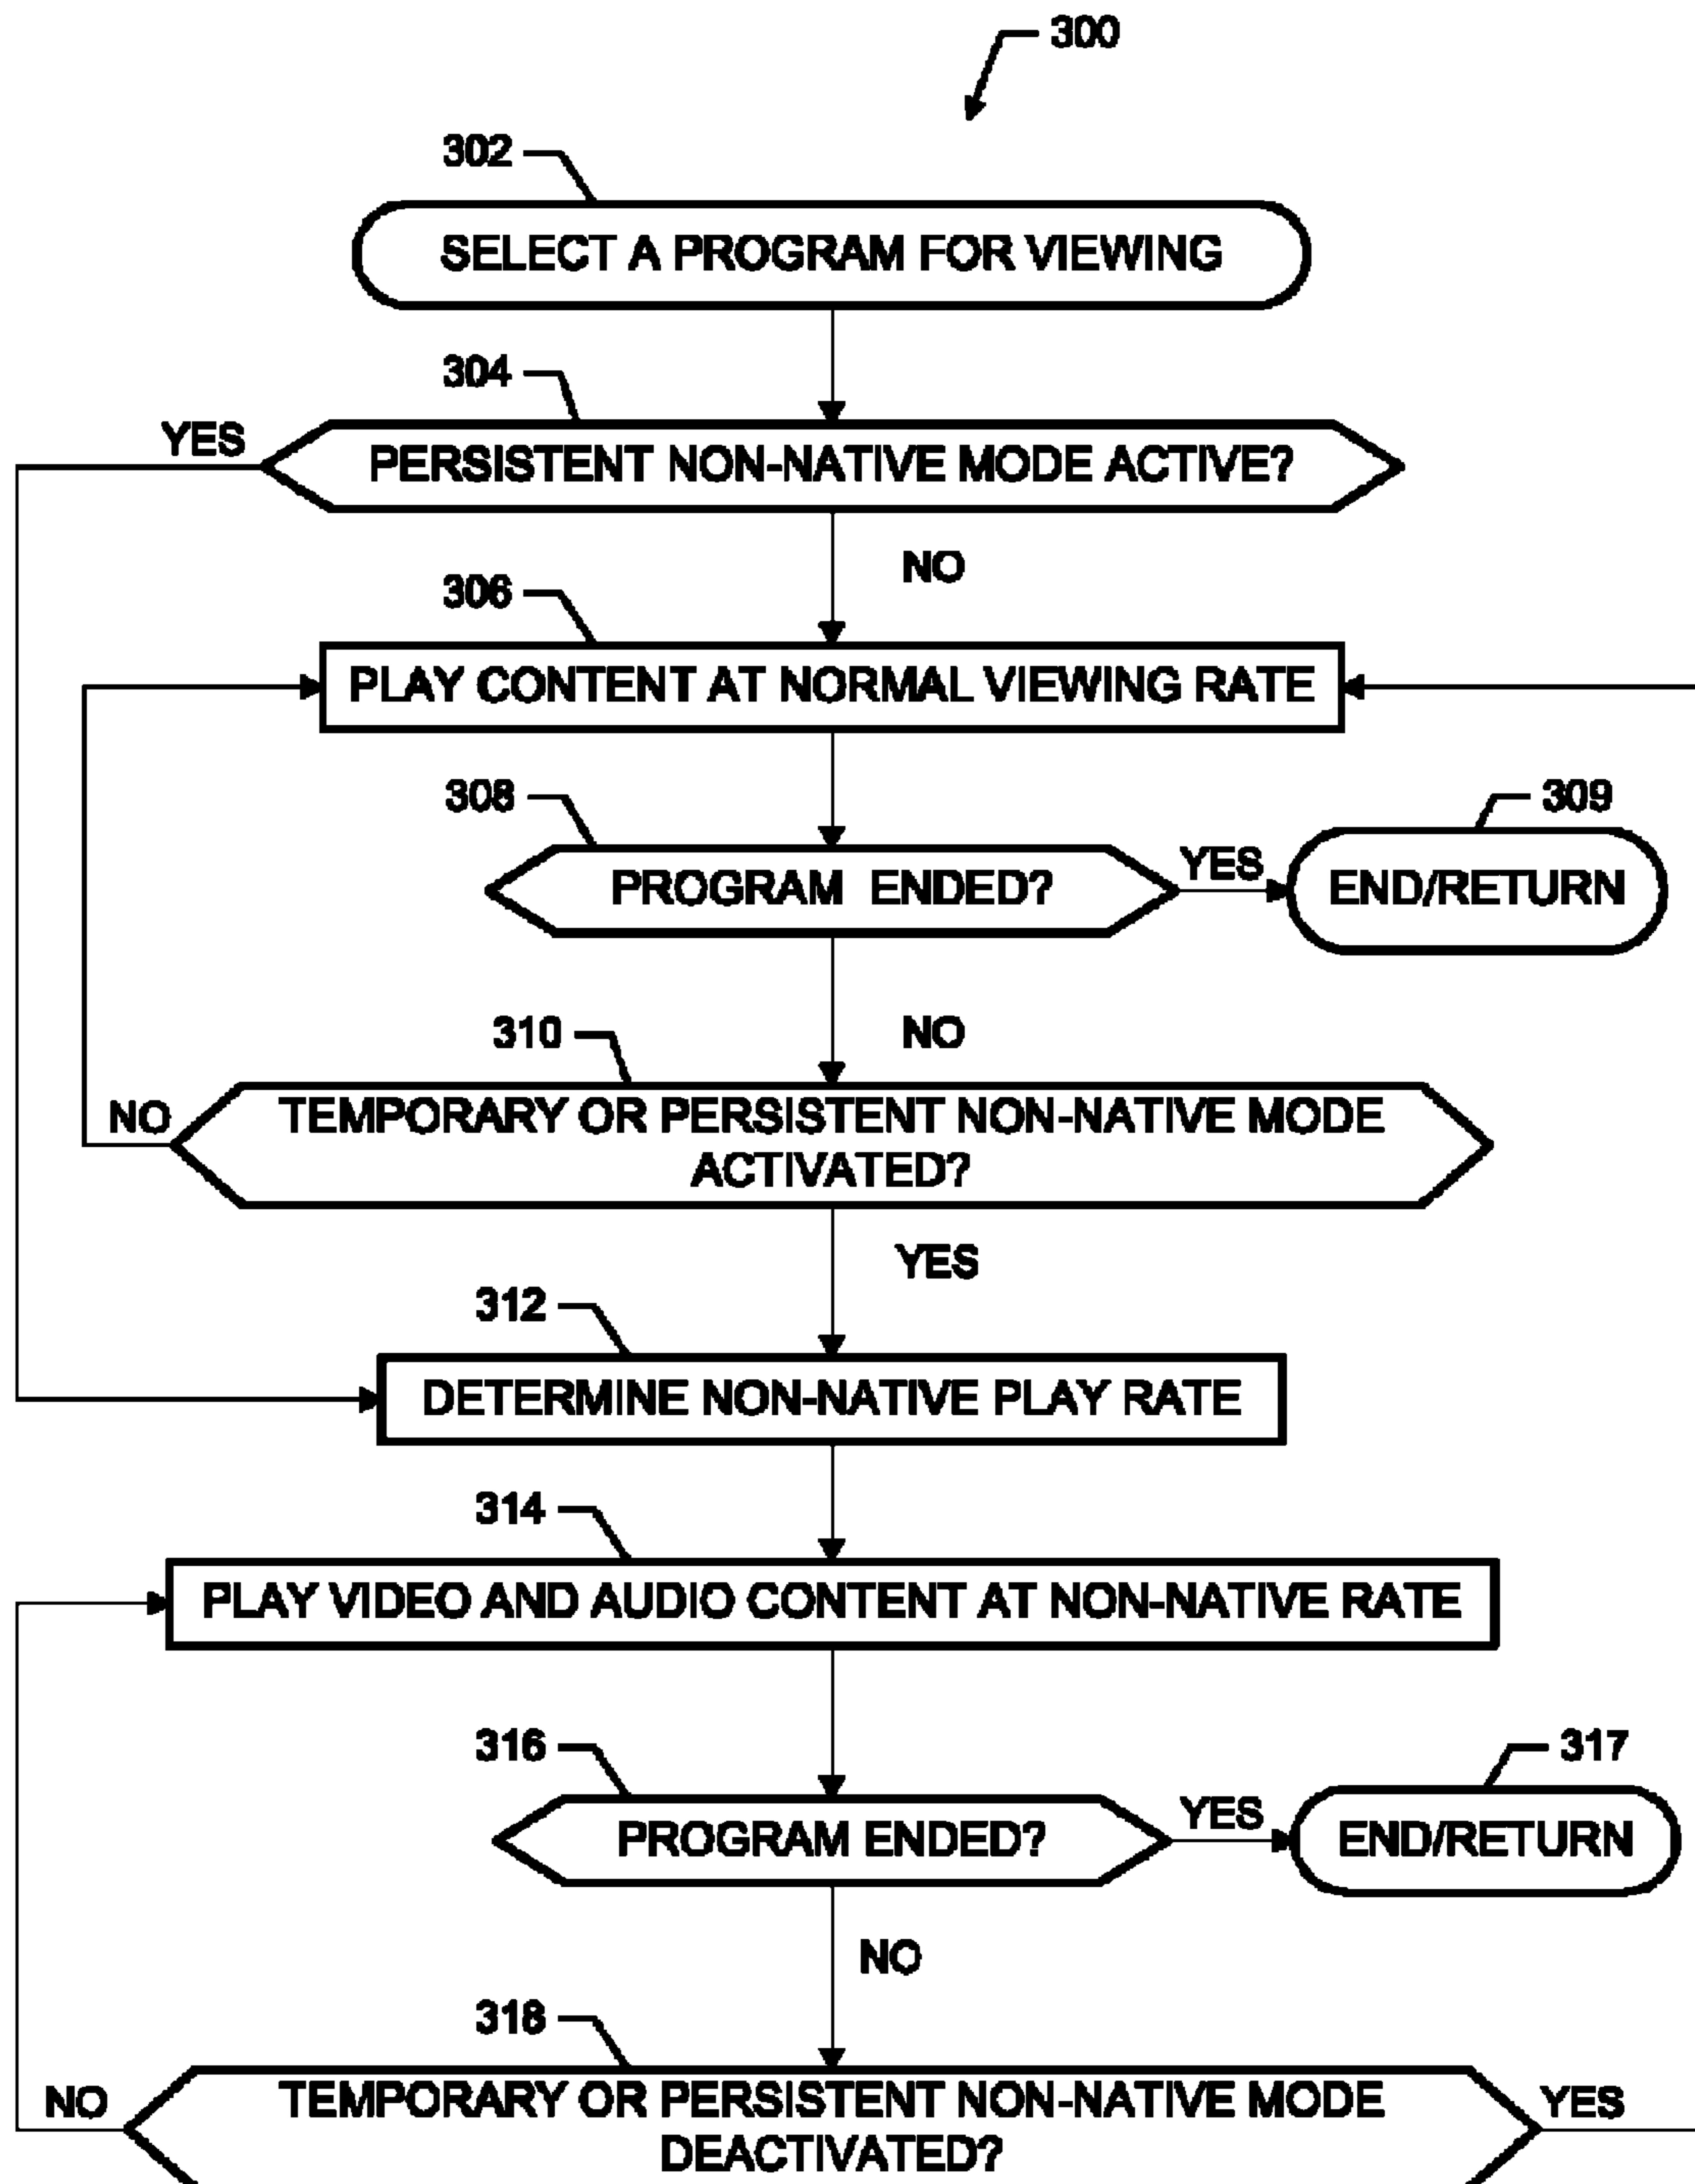 300
302
SELECT A PROGRAM FOR VIEWING
304
YES
PERSISTENT NON-NATIVE MODE ACTIVE?
NO
306
PLAY CONTENT AT NORMAL VIEWING RATE
308
309
PROGRAM ENDED?
YES
END/RETURN
310
NO
NO
TEMPORARY OR PERSISTENT NON-NATIVE MODE
ACTIVATED?
YES
312
DETERMINE NON-NATIVE PLAY RATE
314
PLAY VIDEO AND AUDIO CONTENT AT NON-NATIVE RATE
316
317
PROGRAM ENDED?
YES
END/RETURN
NO
318
NO
TEMPORARY OR PERSISTENT NON-NATIVE MODE
DEACTIVATED?
YES